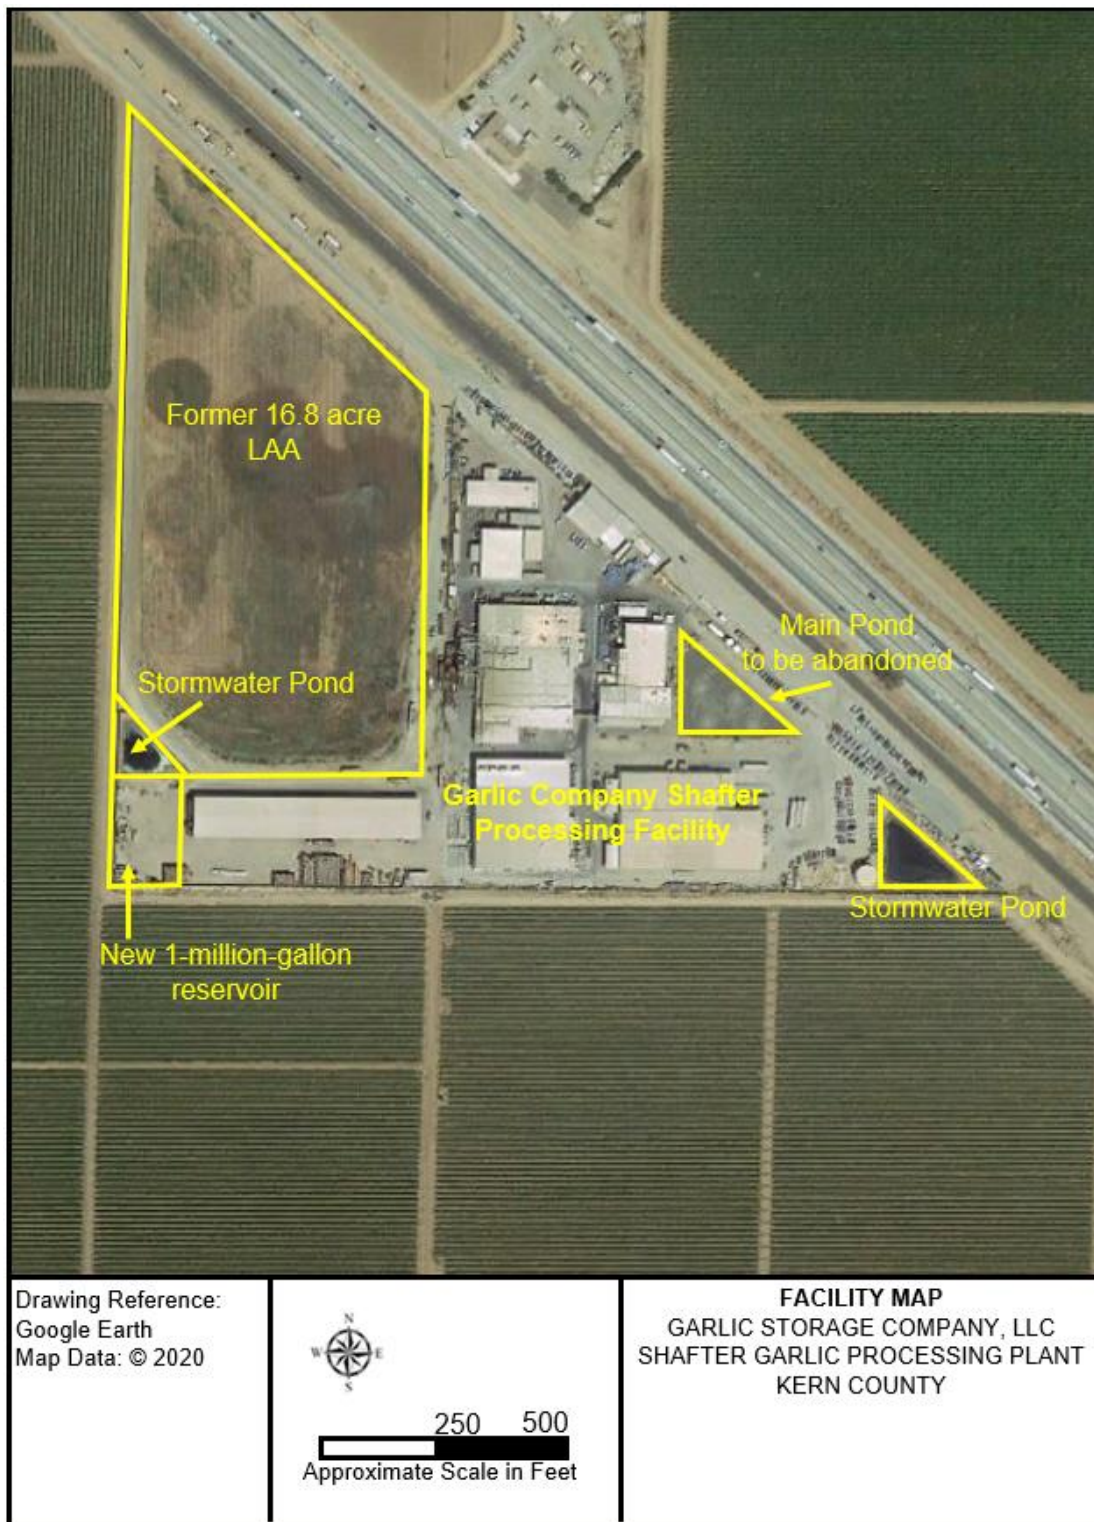 Former 16.8 acre
LAA
Main Pond
to be abandoned
Stormwater Pond
Garlic Company Shafter
Processing Facility
Stormwater Pond
New 1-million-gallon
reservoir
Drawing Reference:
Google Earth
Map Data: © 2020
N
W E
S
250 500
Approximate Scale in Feet
FACILITY MAP
GARLIC STORAGE COMPANY, LLC
SHAFTER GARLIC PROCESSING PLANT
KERN COUNTY